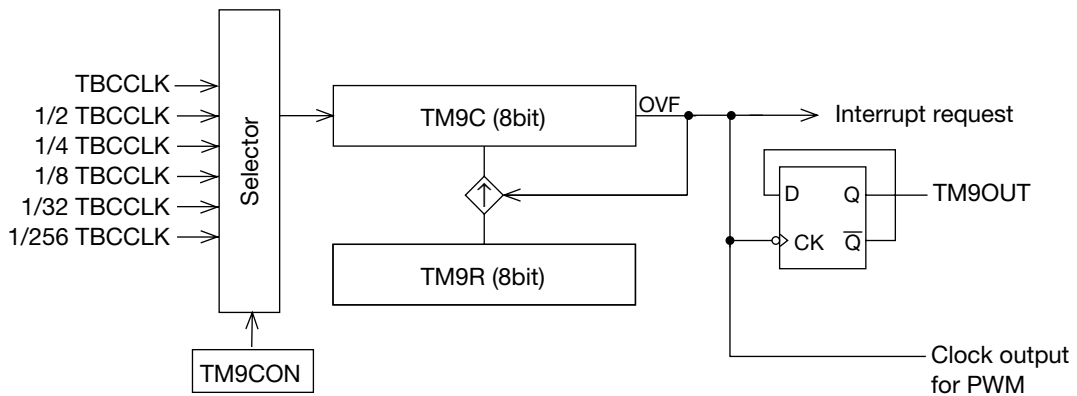 TBCCLK
1/2 TBCCLK
1/4 TBCCLK
1/8 TBCCLK
1/32 TBCCLK
1/256 TBCCLK
Selector
TM9CON
TM9C (8bit)
OVF
TM9R (8bit)
Interrupt request
D Q
CK Q̅
TM9OUT
Clock output
for PWM